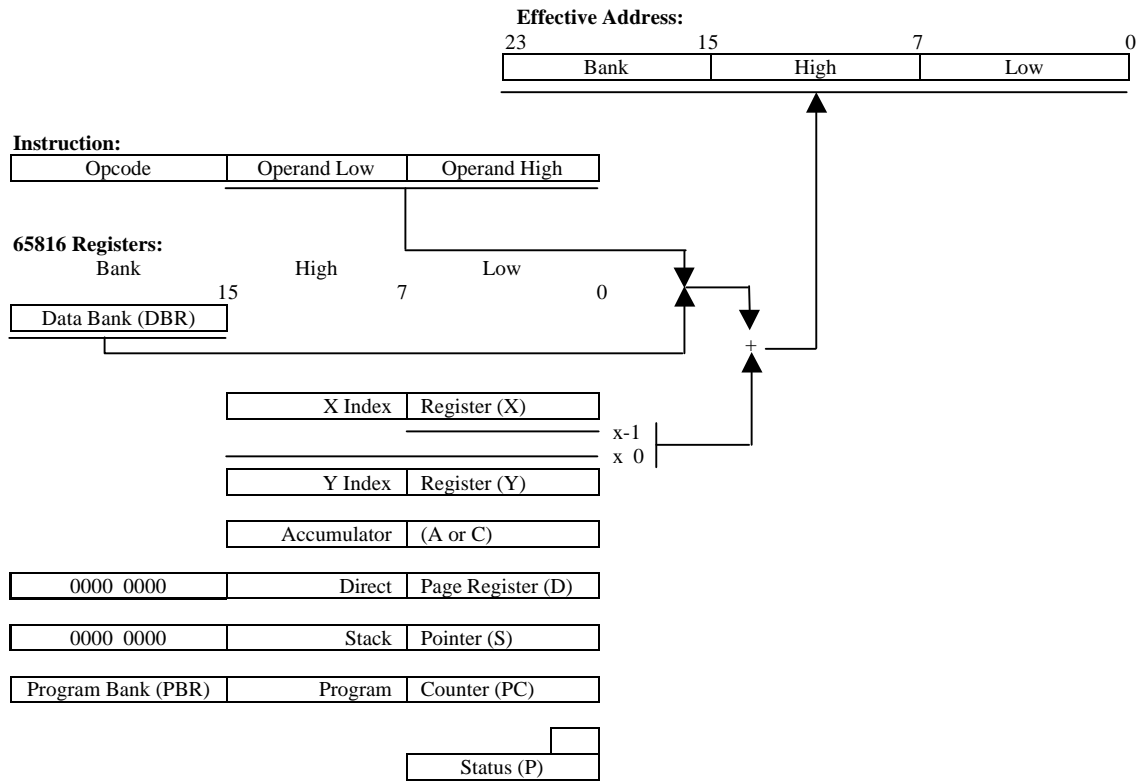 Effective Address:
23 15 7 0
Bank High Low
Instruction:
Opcode Operand Low Operand High
65816 Registers:
Bank High Low
15 7 0
Data Bank (DBR)
+
X Index Register (X)
x-1
x 0
Y Index Register (Y)
Accumulator (A or C)
0000 0000 Direct Page Register (D)
0000 0000 Stack Pointer (S)
Program Bank (PBR) Program Counter (PC)
Status (P)